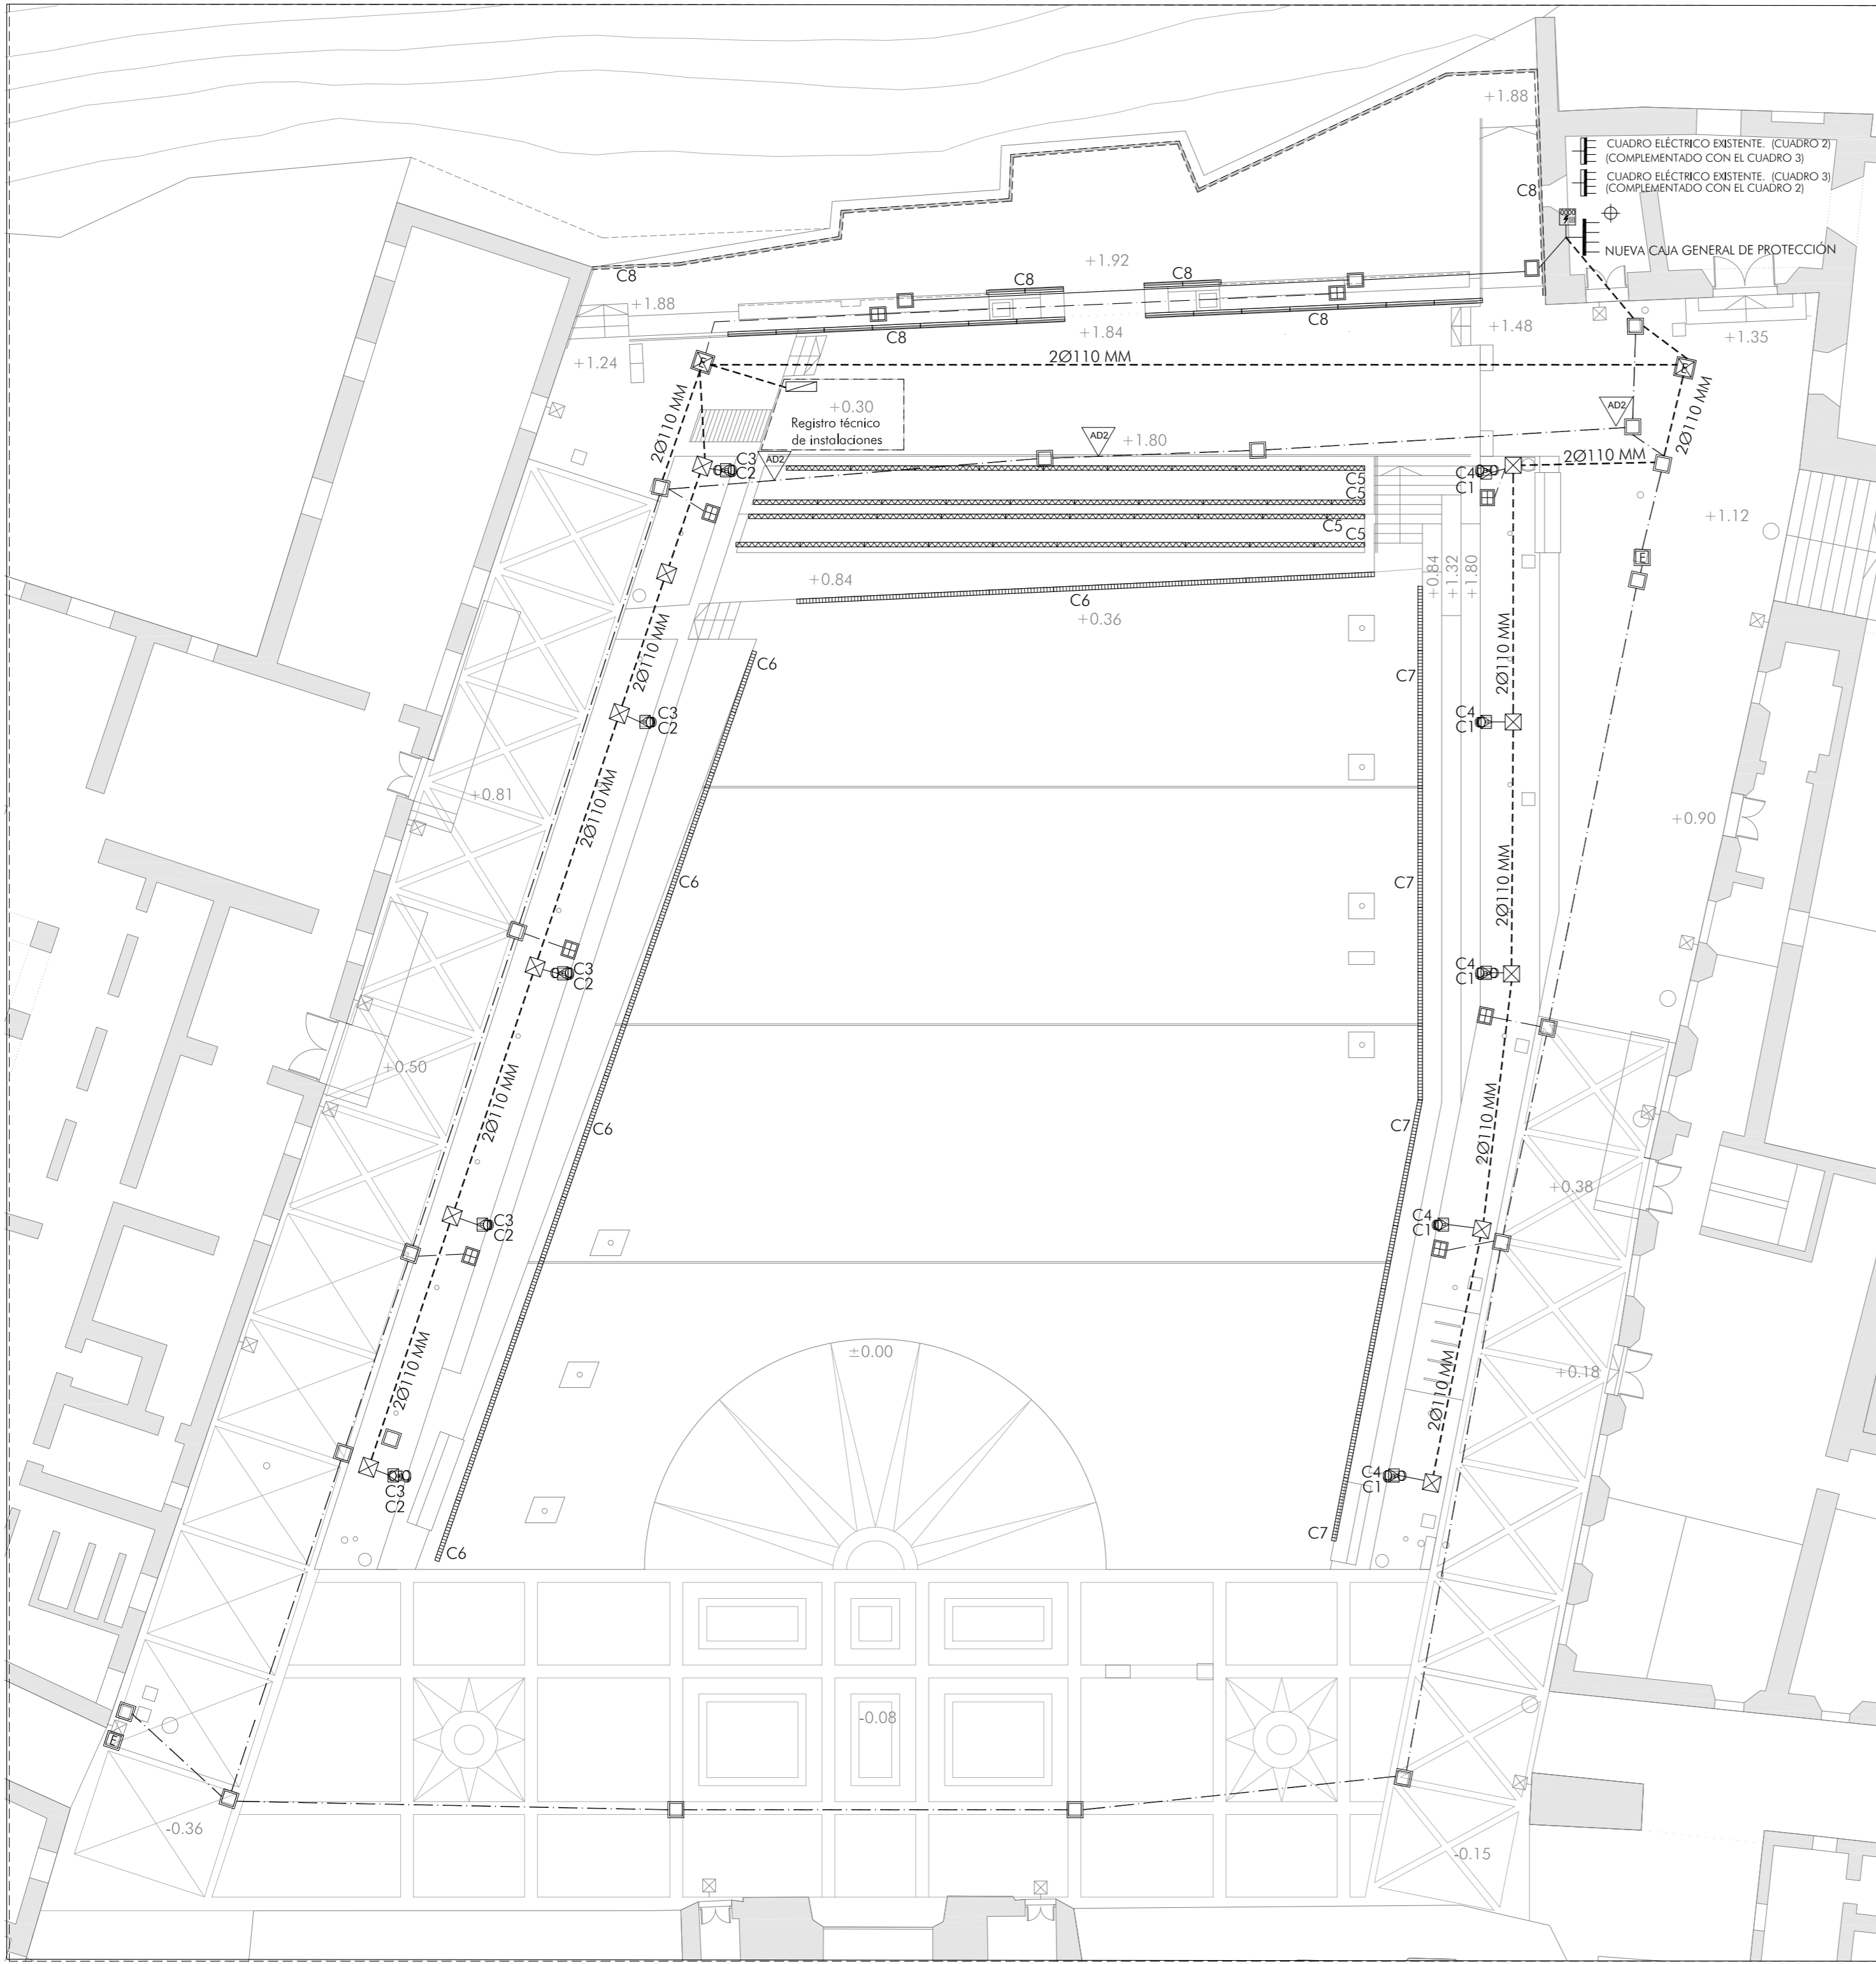 +1.88
CUADRO ELÉCTRICO EXISTENTE. (CUADRO 2)
(COMPLEMENTADO CON EL CUADRO 3)
CUADRO ELÉCTRICO EXISTENTE. (CUADRO 3)
(COMPLEMENTADO CON EL CUADRO 2)
C8
NUEVA CAJA GENERAL DE PROTECCIÓN
+1.92
C8
C8
C8
+1.88
C8
+1.84
C8
+1.48
+1.35
+1.24
2Ø110 MM
E
E
2Ø110 MM
2Ø110 MM
+0.30
Registro técnico
de instalaciones
AD2
AD2
+1.80
AD2
2Ø110 MM
C3
C2
C4
C1
C5
C5
C5
C5
+1.12
E
+0.84
+0.84
+1.32
+1.80
C6
+0.36
2Ø110 MM
2Ø110 MM
C6
C7
C3
C2
C4
C1
+0.81
2Ø110 MM
+0.90
C6
C7
2Ø110 MM
C3
C2
C4
C1
+0.50
2Ø110 MM
C6
C7
2Ø110 MM
+0.38
C3
C2
C4
C1
±0.00
2Ø110 MM
+0.18
2Ø110 MM
C3
C2
C4
C1
C7
C6
-0.08
E
-0.36
-0.15